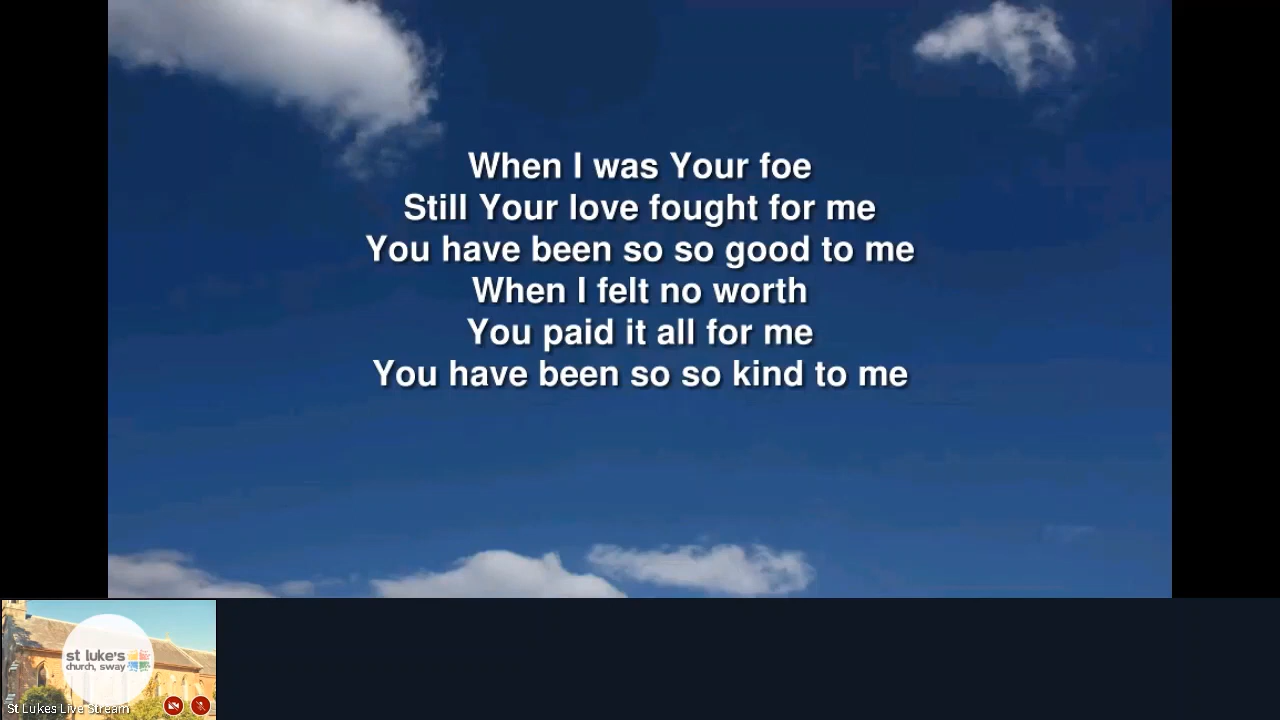 When I was Your foe
Still Your love fought for me
You have been so so good to me
When I felt no worth
You paid it all for me
You have been so so kind to me
st luke's
church, sway
St Lukes Live Stream